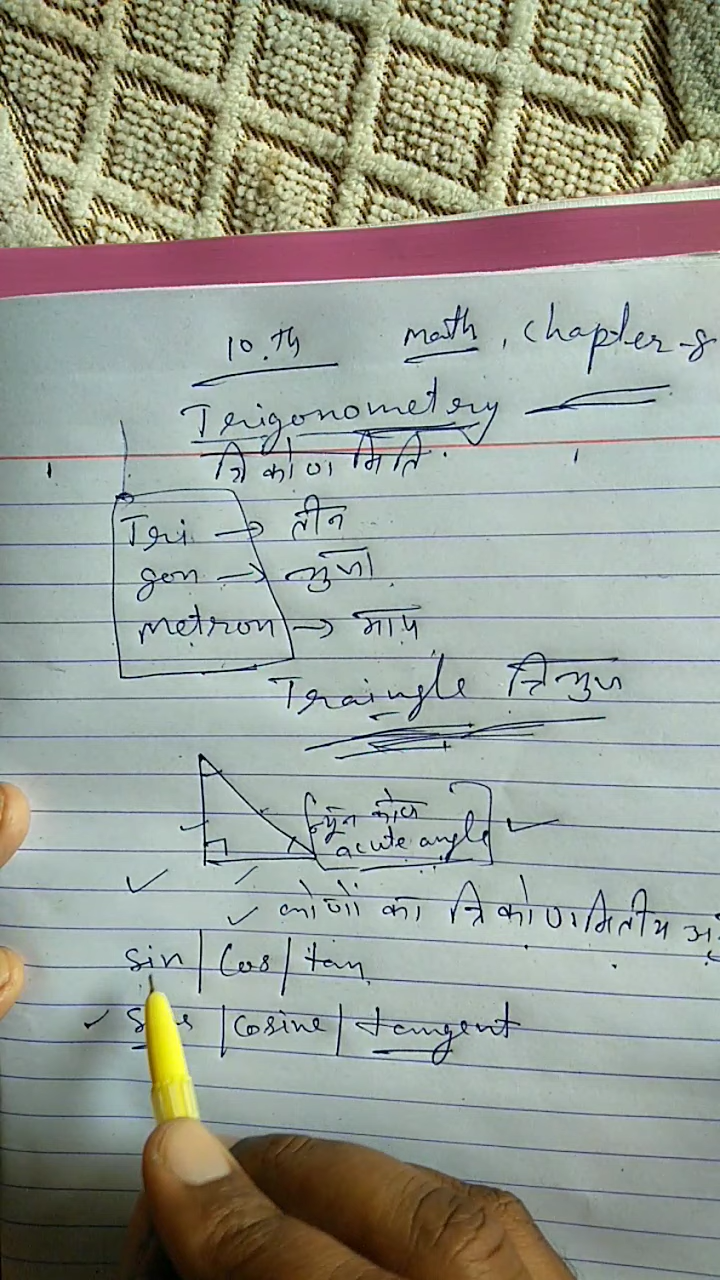 10.Th math, chapter-8
Trigonometry
त्रिकोणमिति
Tri → तीन
gon → भुजा
metron → माप
Traingle त्रिभुज
न्यून कोण
acute angle
कोणों का त्रिकोणमितीय
sin | Cos | tan
| Cosine | tangent